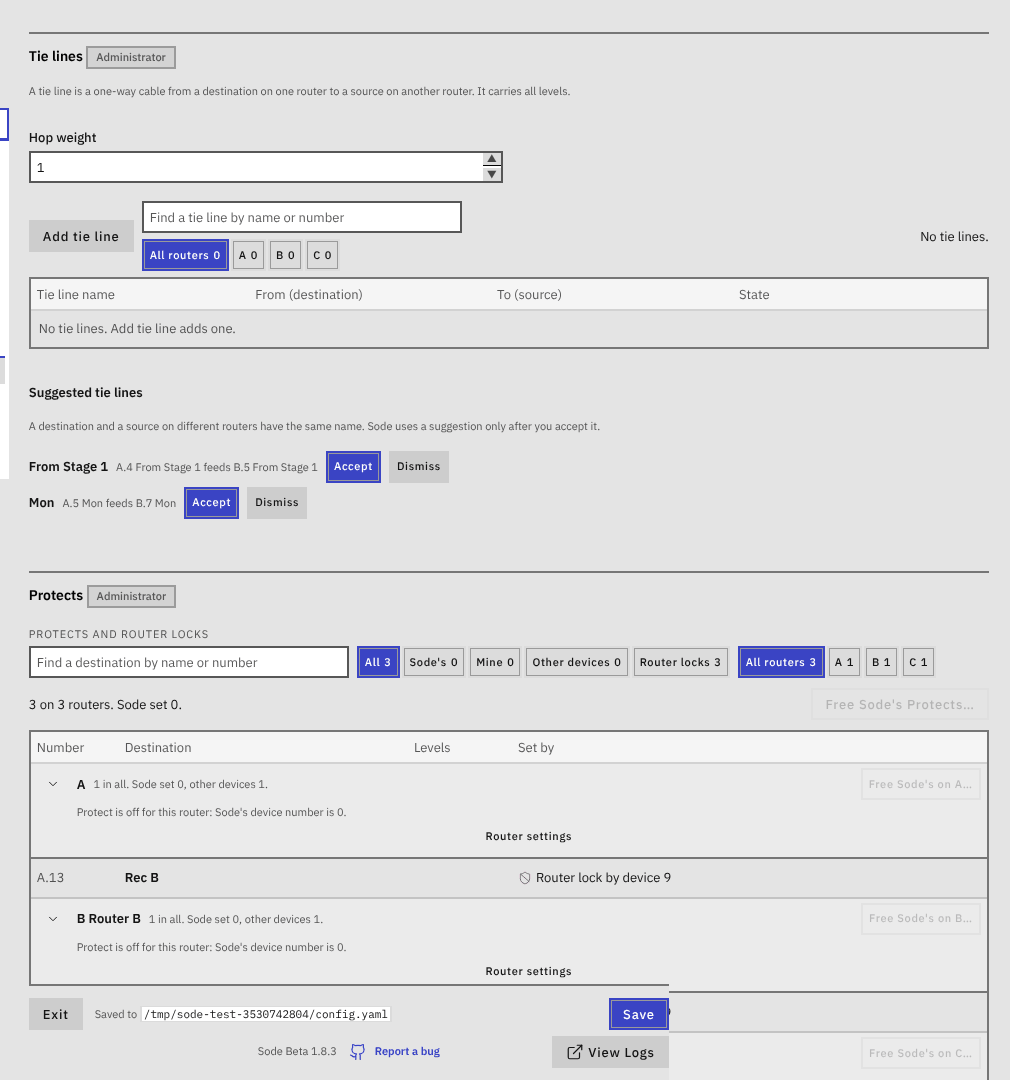 Tie lines Administrator
A tie line is a one-way cable from a destination on one router to a source on another router. It carries all levels.
Hop weight
1
Add tie line
Find a tie line by name or number
All routers 0 A 0 B 0 C 0
No tie lines.
Tie line name From (destination) To (source) State
No tie lines. Add tie line adds one.
Suggested tie lines
A destination and a source on different routers have the same name. Sode uses a suggestion only after you accept it.
From Stage 1 A.4 From Stage 1 feeds B.5 From Stage 1 Accept Dismiss
Mon A.5 Mon feeds B.7 Mon Accept Dismiss
Protects Administrator
PROTECTS AND ROUTER LOCKS
Find a destination by name or number All 3 Sode's 0 Mine 0 Other devices 0 Router locks 3 All routers 3 A 1 B 1 C 1
3 on 3 routers. Sode set 0. Free Sode's Protects...
Number Destination Levels Set by
A 1 in all. Sode set 0, other devices 1. Free Sode's on A...
Protect is off for this router: Sode's device number is 0.
Router settings
A.13 Rec B Router lock by device 9
B Router B 1 in all. Sode set 0, other devices 1. Free Sode's on B...
Protect is off for this router: Sode's device number is 0.
Router settings
Exit Saved to /tmp/sode-test-3530742804/config.yaml Save
Sode Beta 1.8.3 Report a bug View Logs
Free Sode's on C...